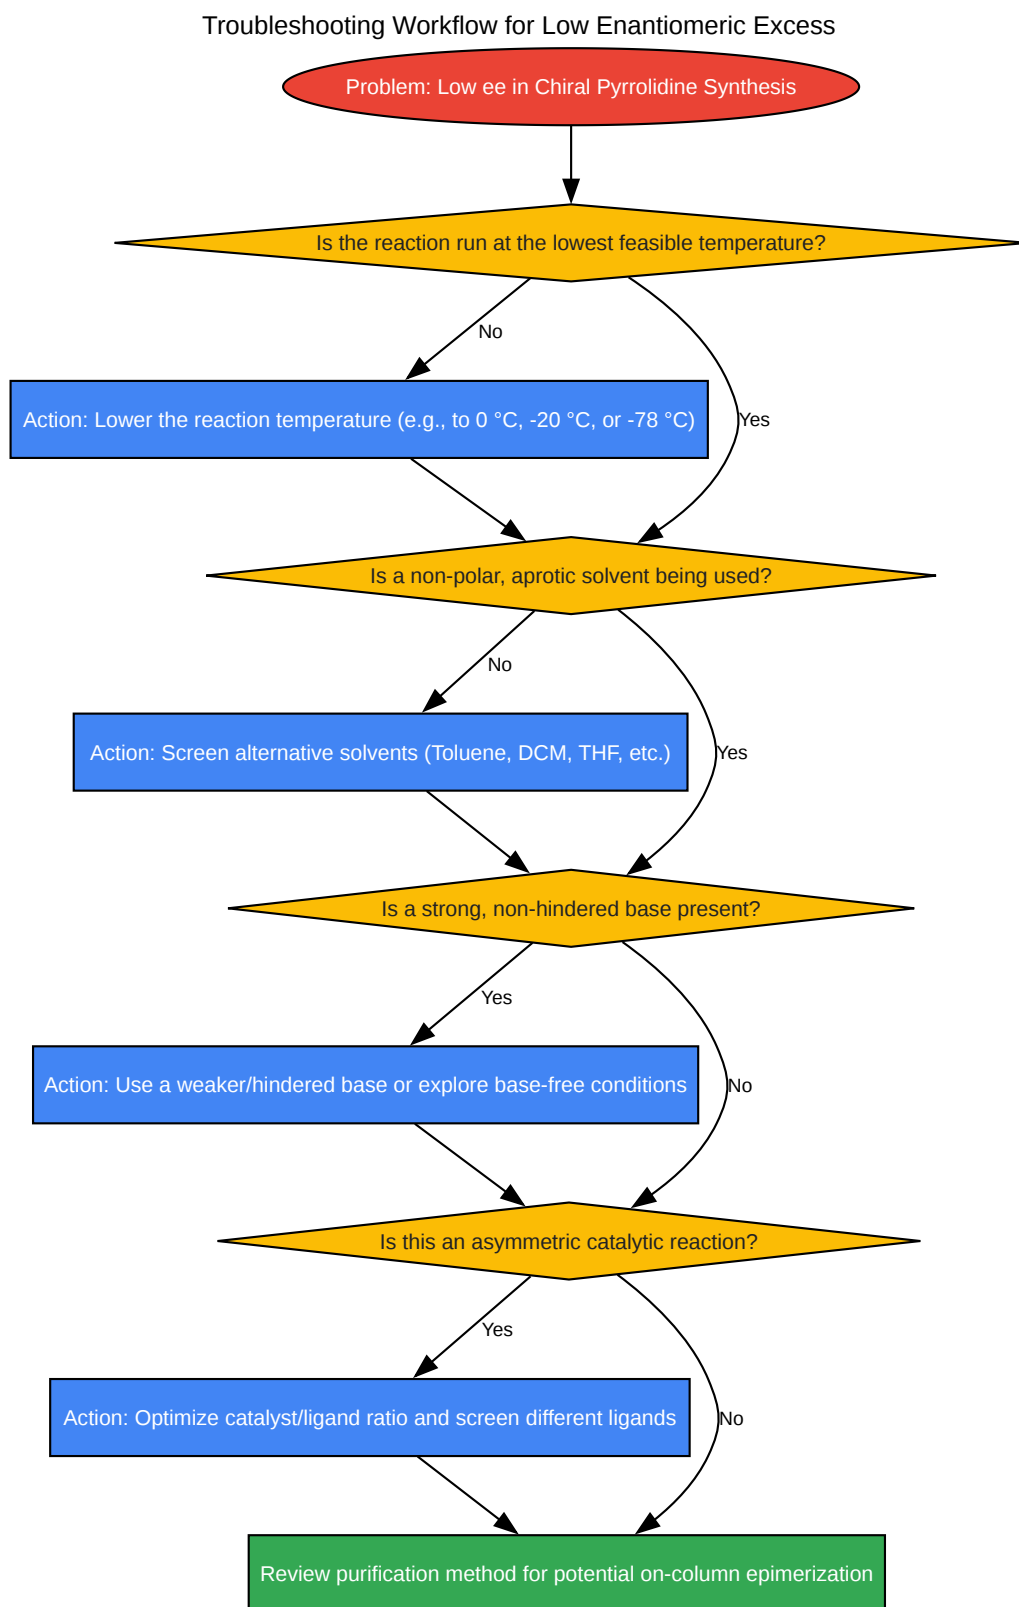 Troubleshooting Workflow for Low Enantiomeric Excess
Problem: Low ee in Chiral Pyrrolidine Synthesis
Is the reaction run at the lowest feasible temperature?
No
Action: Lower the reaction temperature (e.g., to 0 °C, -20 °C, or -78 °C)
Yes
Is a non-polar, aprotic solvent being used?
No
Action: Screen alternative solvents (Toluene, DCM, THF, etc.)
Yes
Is a strong, non-hindered base present?
Yes
Action: Use a weaker/hindered base or explore base-free conditions
No
Is this an asymmetric catalytic reaction?
Yes
Action: Optimize catalyst/ligand ratio and screen different ligands
No
Review purification method for potential on-column epimerization